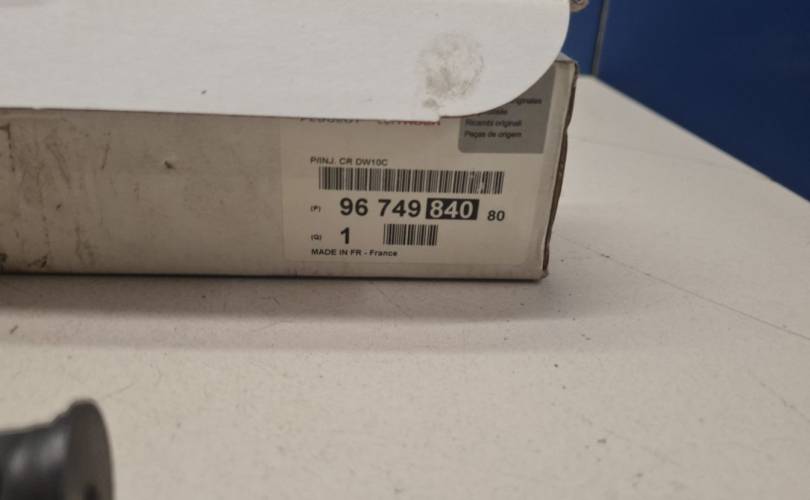 Ricambi originali
Peças de origem
P/INJ. CR DW10C
(P) 96 749 840 80
(Q) 1
MADE IN FR - France